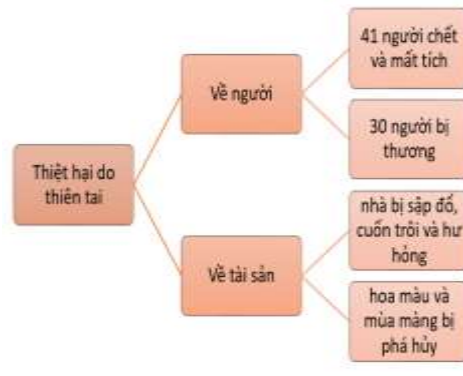 Thiệt hại do
thiên tai
Về người
41 người chết
và mất tích
30 người bị
thương
Về tài sản
nhà bị sập đổ,
cuốn trôi và hư
hỏng
hoa màu và
mùa màng bị
phá hủy